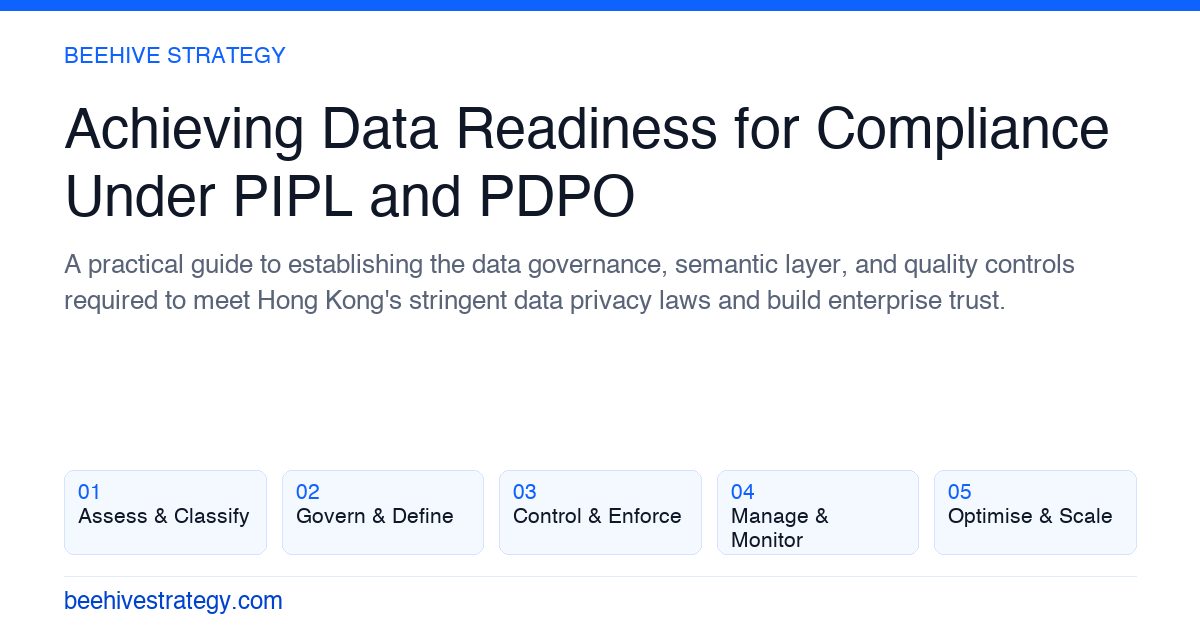 BEEHIVE STRATEGY
Achieving Data Readiness for Compliance
Under PIPL and PDPO
A practical guide to establishing the data governance, semantic layer, and quality controls
required to meet Hong Kong's stringent data privacy laws and build enterprise trust.
01
Assess & Classify
02
Govern & Define
03
Control & Enforce
04
Manage &
Monitor
05
Optimise & Scale
beehivestrategy.com